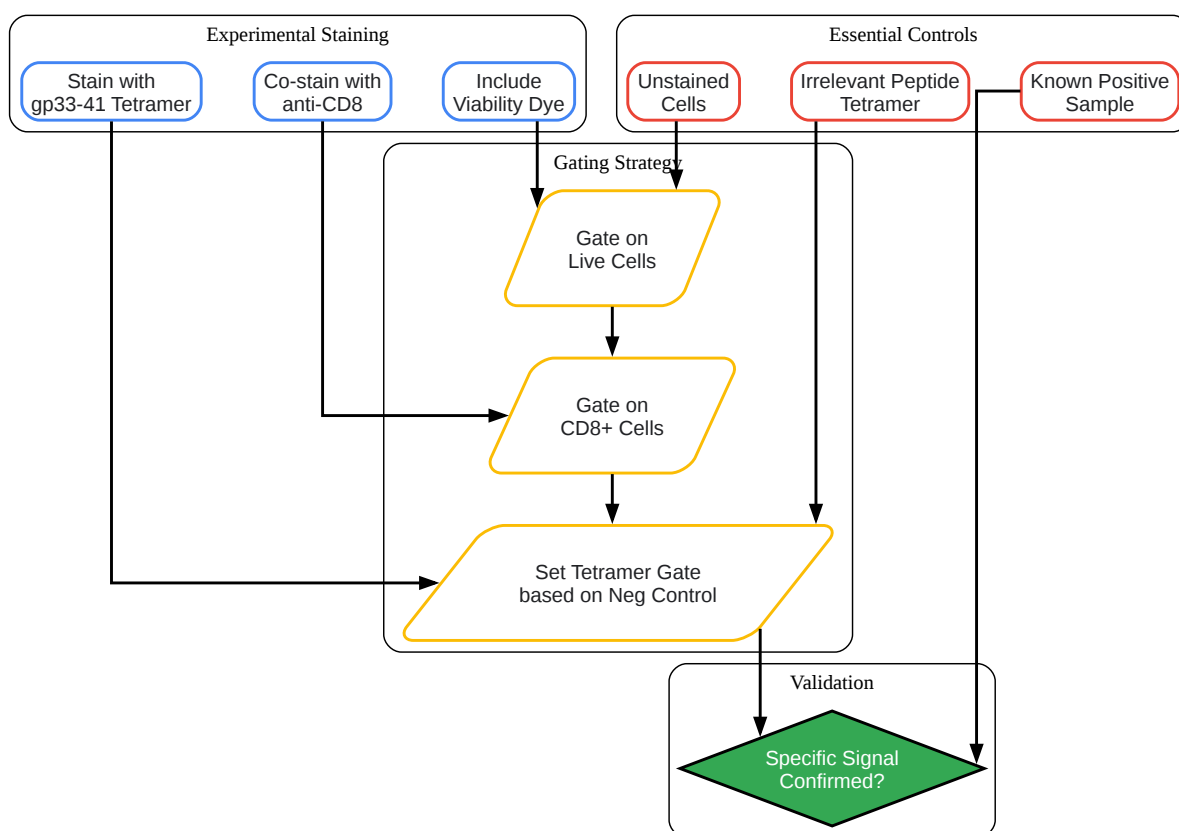 Experimental Staining
Stain with
gp33-41 Tetramer
Co-stain with
anti-CD8
Include
Viability Dye
Essential Controls
Unstained
Cells
Irrelevant Peptide
Tetramer
Known Positive
Sample
Gating Strategy
Gate on
Live Cells
Gate on
CD8+ Cells
Set Tetramer Gate
based on Neg Control
Validation
Specific Signal
Confirmed?